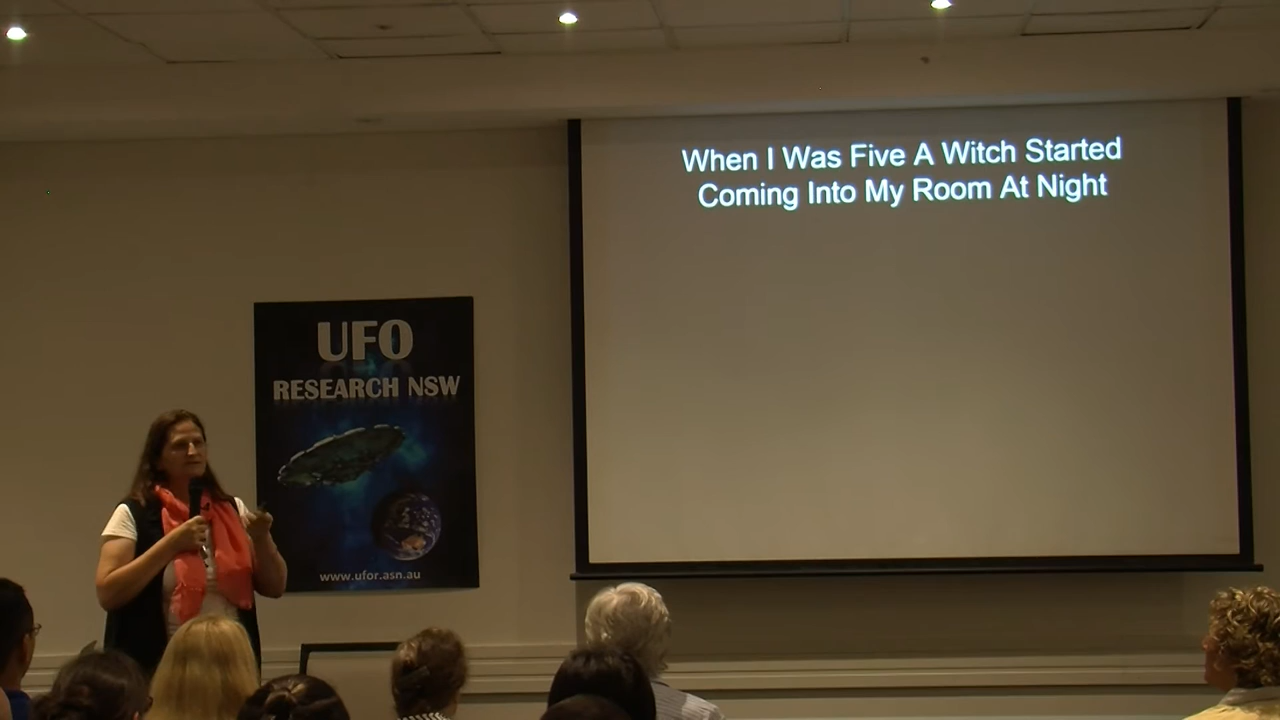 When I Was Five A Witch Started
Coming Into My Room At Night
UFO
RESEARCH NSW
www.ufor.asn.au